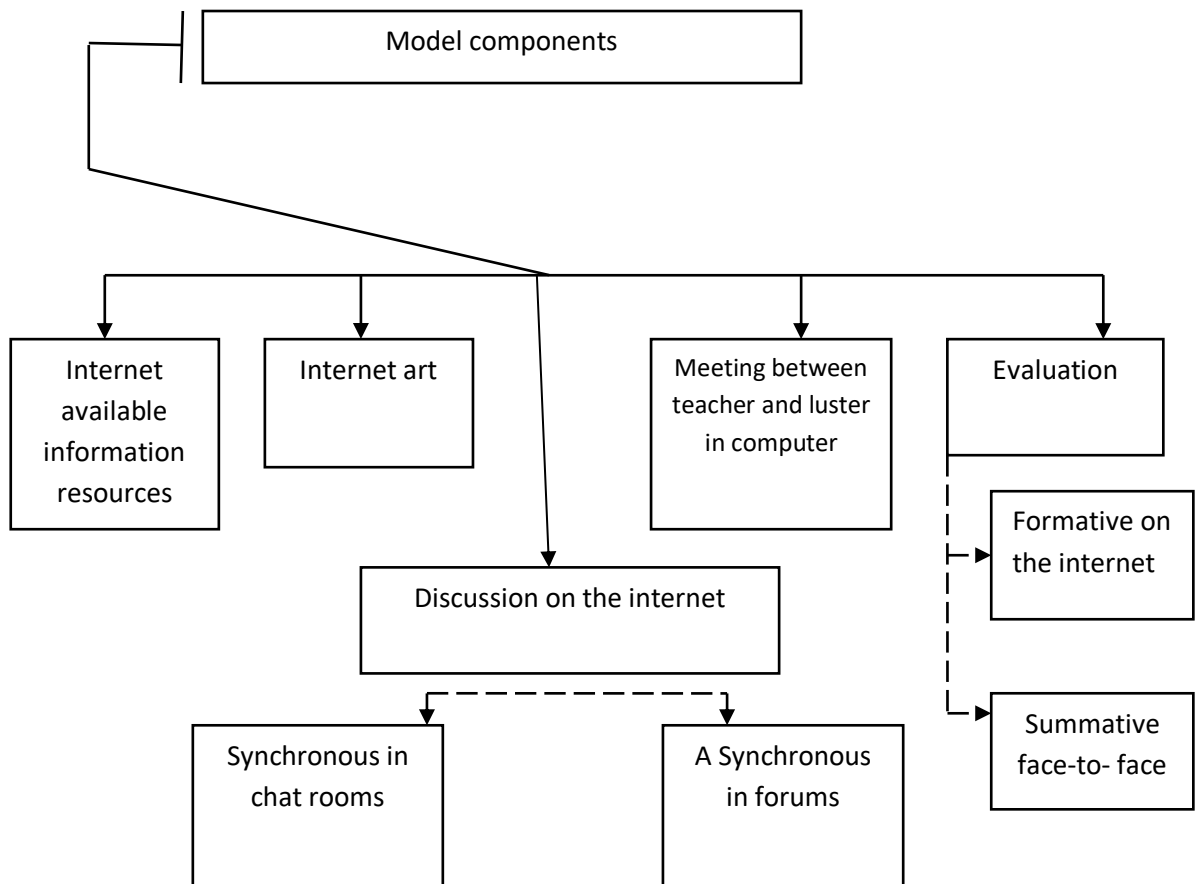 Model components
Internet
available
information
resources
Internet art
Meeting between
teacher and luster
in computer
Evaluation
Formative on
the internet
Discussion on the internet
Synchronous in
chat rooms
A Synchronous
in forums
Summative
face-to- face